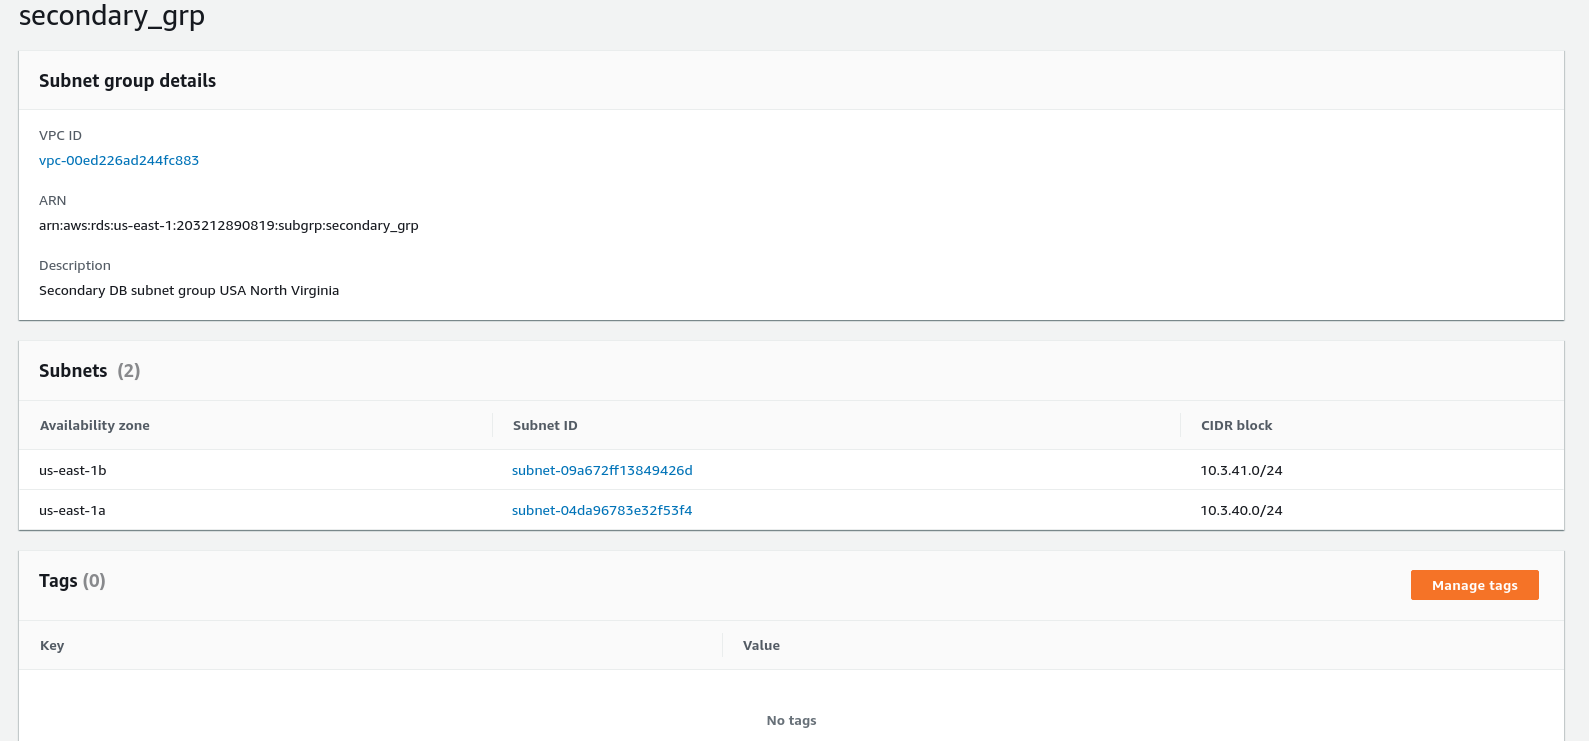 secondary_grp
Subnet group details
VPC ID
vpc-00ed226ad244fc883
ARN
arn:aws:rds:us-east-1:203212890819:subgrp:secondary_grp
Description
Secondary DB subnet group USA North Virginia
Subnets (2)
Availability zone Subnet ID CIDR block
us-east-1b subnet-09a672ff13849426d 10.3.41.0/24
us-east-1a subnet-04da96783e32f53f4 10.3.40.0/24
Tags (0) Manage tags
Key Value
No tags